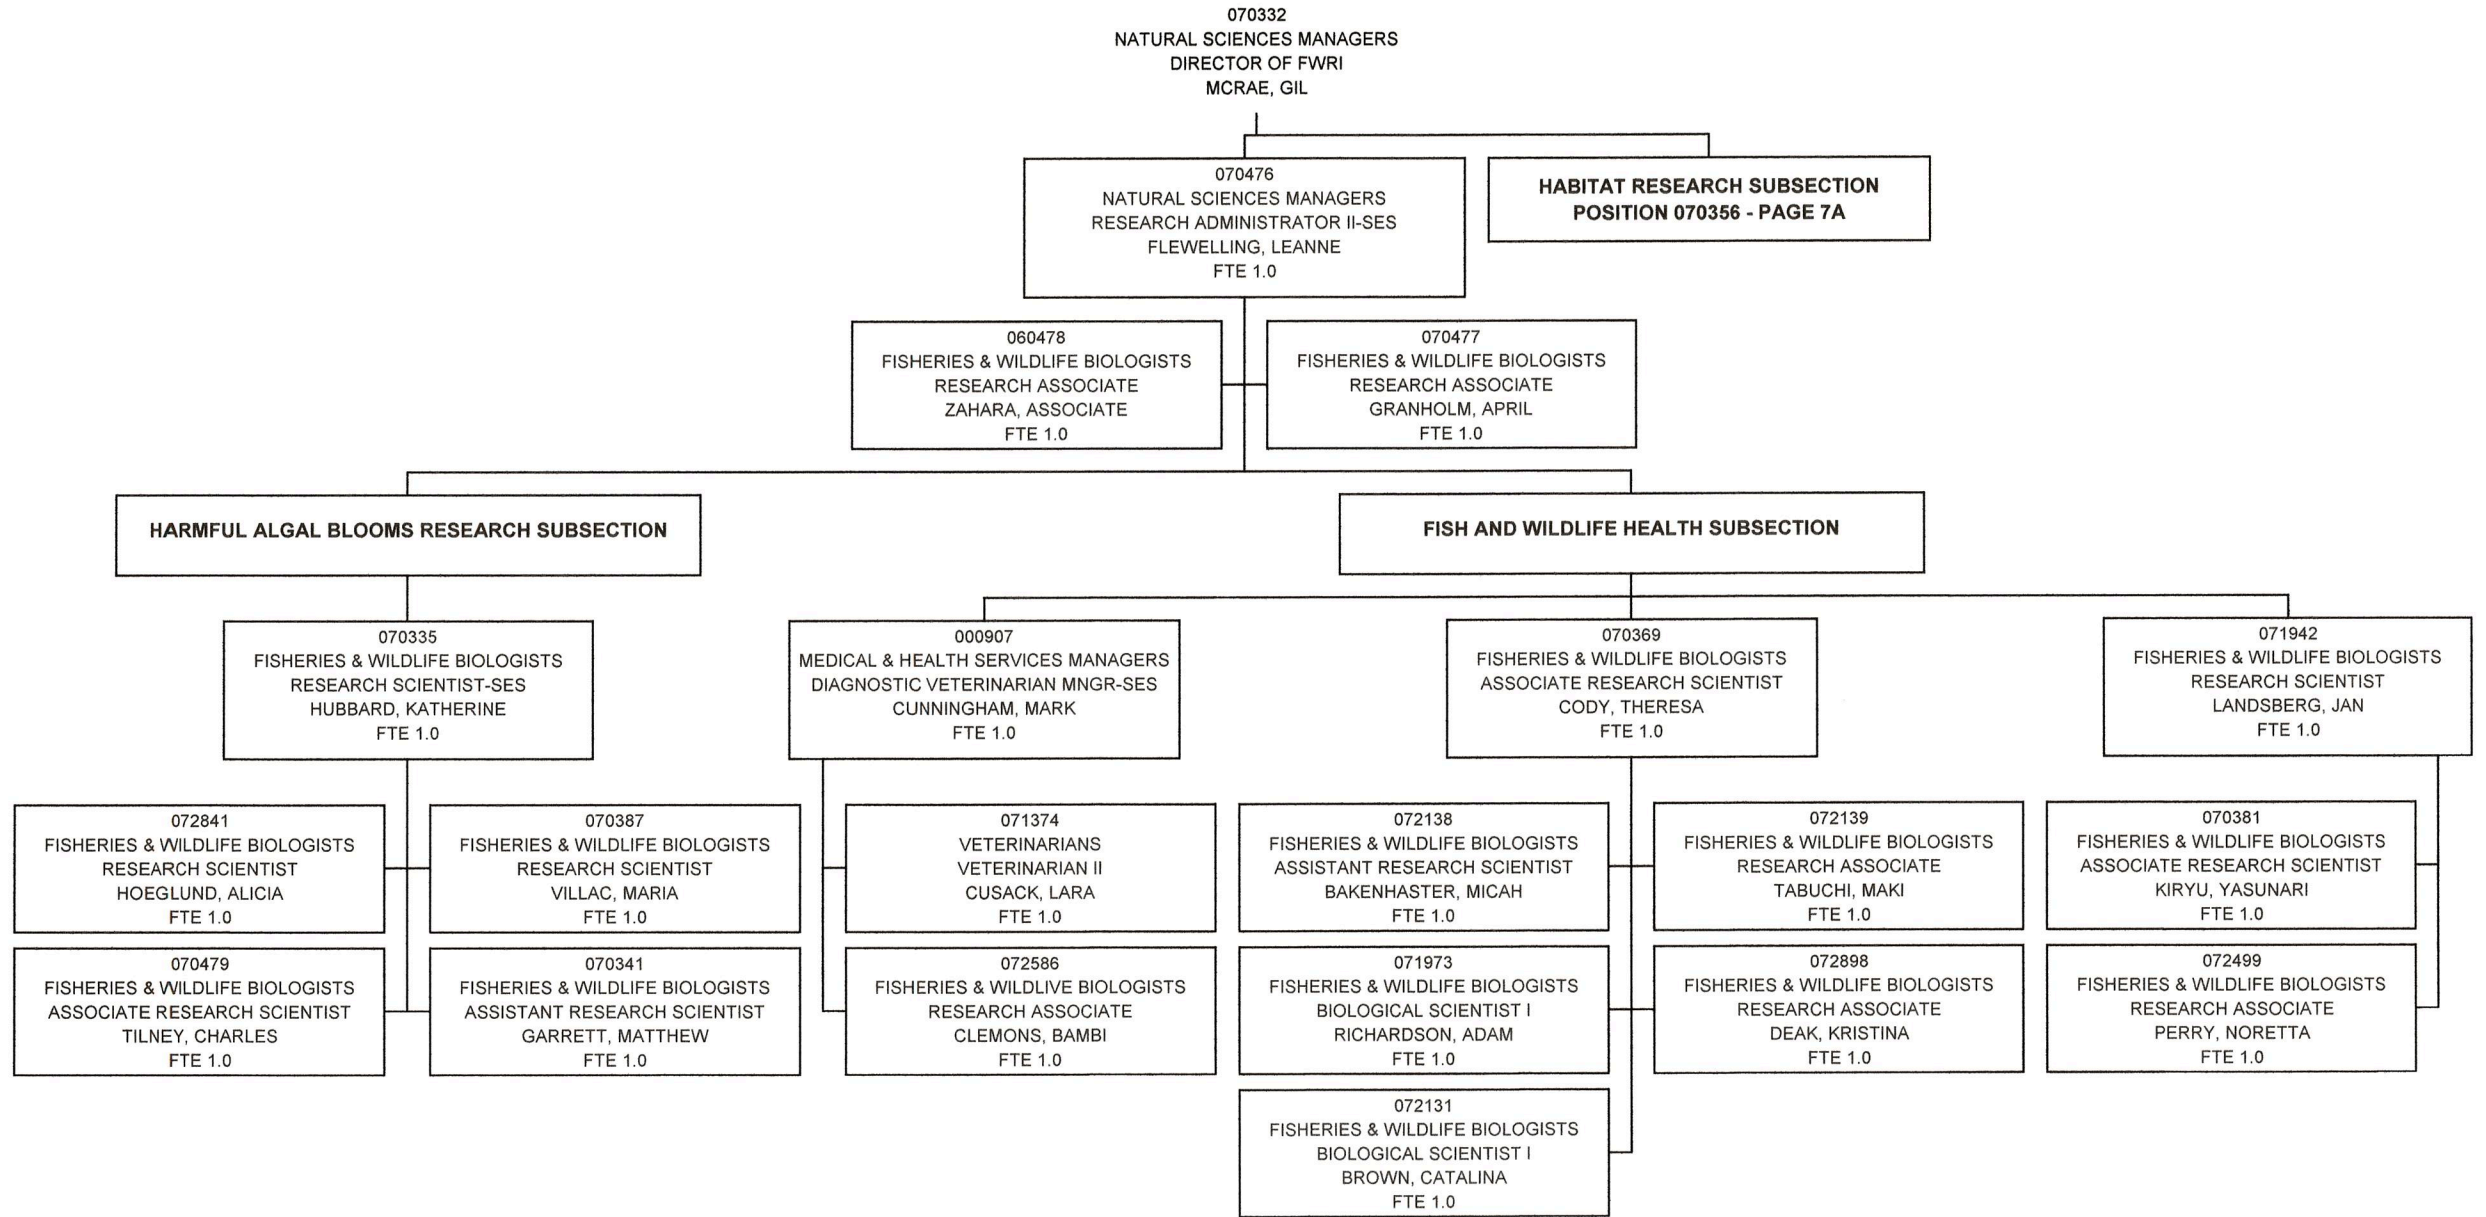 070332
NATURAL SCIENCES MANAGERS
DIRECTOR OF FWRI
MCRAE, GIL
070476
NATURAL SCIENCES MANAGERS
RESEARCH ADMINISTRATOR II-SES
FLEWELLING, LEANNE
FTE 1.0
HABITAT RESEARCH SUBSECTION
POSITION 070356 - PAGE 7A
060478
FISHERIES & WILDLIFE BIOLOGISTS
RESEARCH ASSOCIATE
ZAHARA, ASSOCIATE
FTE 1.0
070477
FISHERIES & WILDLIFE BIOLOGISTS
RESEARCH ASSOCIATE
GRANHOLM, APRIL
FTE 1.0
HARMFUL ALGAL BLOOMS RESEARCH SUBSECTION
FISH AND WILDLIFE HEALTH SUBSECTION
070335
FISHERIES & WILDLIFE BIOLOGISTS
RESEARCH SCIENTIST-SES
HUBBARD, KATHERINE
FTE 1.0
000907
MEDICAL & HEALTH SERVICES MANAGERS
DIAGNOSTIC VETERINARIAN MNGR-SES
CUNNINGHAM, MARK
FTE 1.0
070369
FISHERIES & WILDLIFE BIOLOGISTS
ASSOCIATE RESEARCH SCIENTIST
CODY, THERESA
FTE 1.0
071942
FISHERIES & WILDLIFE BIOLOGISTS
RESEARCH SCIENTIST
LANDSBERG, JAN
FTE 1.0
072841
FISHERIES & WILDLIFE BIOLOGISTS
RESEARCH SCIENTIST
HOEGLUND, ALICIA
FTE 1.0
070387
FISHERIES & WILDLIFE BIOLOGISTS
RESEARCH SCIENTIST
VILLAC, MARIA
FTE 1.0
071374
VETERINARIANS
VETERINARIAN II
CUSACK, LARA
FTE 1.0
072138
FISHERIES & WILDLIFE BIOLOGISTS
ASSISTANT RESEARCH SCIENTIST
BAKENHASTER, MICAH
FTE 1.0
072139
FISHERIES & WILDLIFE BIOLOGISTS
RESEARCH ASSOCIATE
TABUCHI, MAKI
FTE 1.0
070381
FISHERIES & WILDLIFE BIOLOGISTS
ASSOCIATE RESEARCH SCIENTIST
KIRYU, YASUNARI
FTE 1.0
070479
FISHERIES & WILDLIFE BIOLOGISTS
ASSOCIATE RESEARCH SCIENTIST
TILNEY, CHARLES
FTE 1.0
070341
FISHERIES & WILDLIFE BIOLOGISTS
ASSISTANT RESEARCH SCIENTIST
GARRETT, MATTHEW
FTE 1.0
072586
FISHERIES & WILDLIVE BIOLOGISTS
RESEARCH ASSOCIATE
CLEMONS, BAMBI
FTE 1.0
071973
FISHERIES & WILDLIFE BIOLOGISTS
BIOLOGICAL SCIENTIST I
RICHARDSON, ADAM
FTE 1.0
072898
FISHERIES & WILDLIFE BIOLOGISTS
RESEARCH ASSOCIATE
DEAK, KRISTINA
FTE 1.0
072499
FISHERIES & WILDLIFE BIOLOGISTS
RESEARCH ASSOCIATE
PERRY, NORETTA
FTE 1.0
072131
FISHERIES & WILDLIFE BIOLOGISTS
BIOLOGICAL SCIENTIST I
BROWN, CATALINA
FTE 1.0